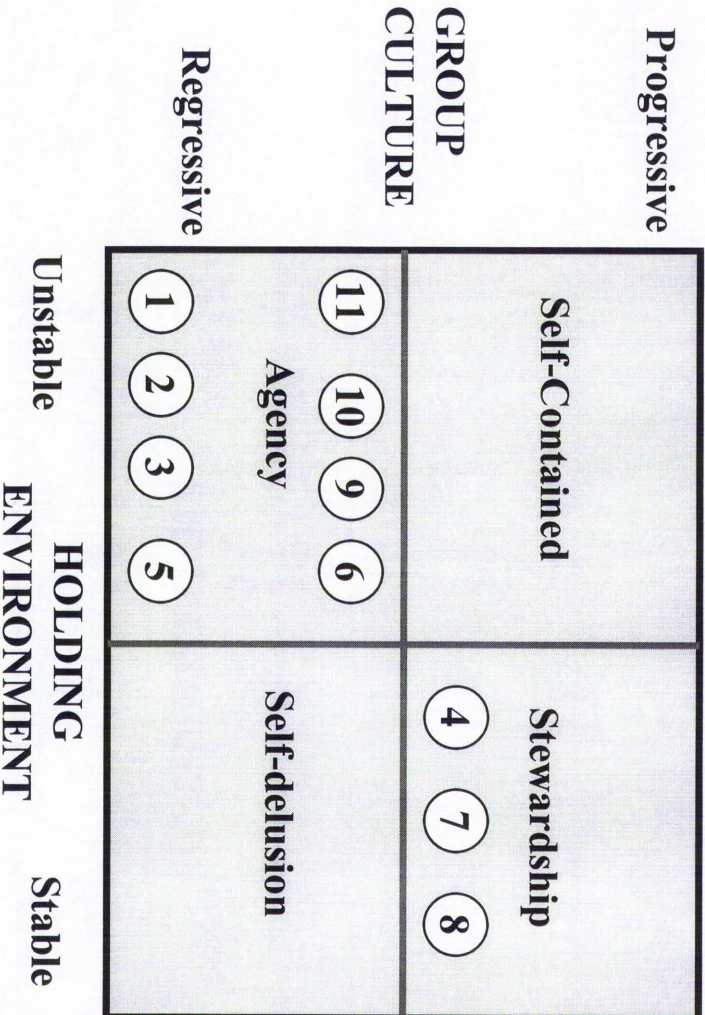 Progressive
Self-Contained
Stewardship
4 7 8
GROUP
CULTURE
11 10 9 6
Agency
Self-delusion
Regressive
1 2 3 5
Unstable
HOLDING
ENVIRONMENT
Stable